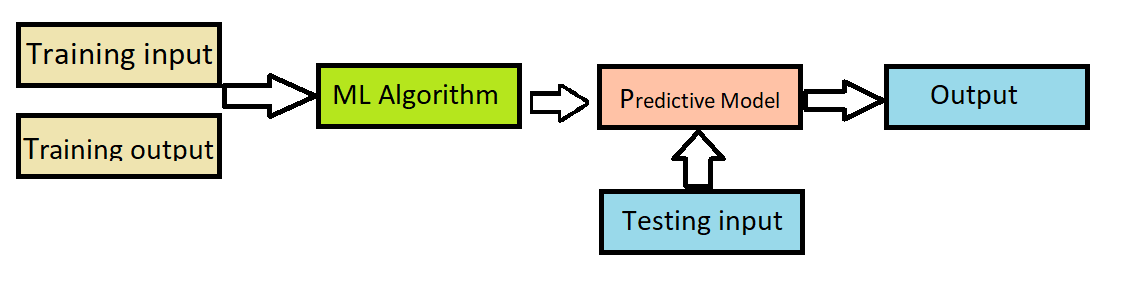 Training input
Training output
ML Algorithm
Predictive Model
Output
Testing input